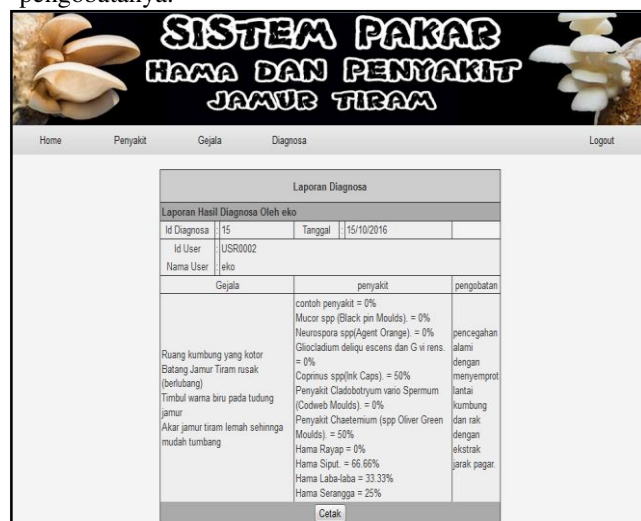 pengobatanya.
SISTEM PAKAR
HAMA DAN PENYAKIT
JAMUR TIRAM
Home Penyakit Gejala Diagnosa Logout
Laporan Diagnosa
Laporan Hasil Diagnosa Oleh eko
Id Diagnosa : 15 Tanggal : 15/10/2016
Id User : USR0002
Nama User : eko
Gejala penyakit pengobatan
Ruang kumbung yang kotor
Batang Jamur Tiram rusak
(berlubang)
Timbul warna biru pada tudung
jamur
Akar jamur tiram lemah sehinnga
mudah tumbang
contoh penyakit = 0%
Mucor spp (Black pin Moulds). = 0%
Neurospora spp(Agent Orange). = 0%
Gliocladium deliqu escens dan G vi rens.
= 0%
Coprinus spp(Ink Caps). = 50%
Penyakit Cladobotryum vario Spermum
(Codweb Moulds). = 0%
Penyakit Chaetemium (spp Oliver Green
Moulds). = 50%
Hama Rayap = 0%
Hama Siput. = 66.66%
Hama Laba-laba = 33.33%
Hama Serangga = 25%
pencegahan
alami
dengan
menyemprot
lantai
kumbung
dan rak
dengan
ekstrak
jarak pagar.
Cetak